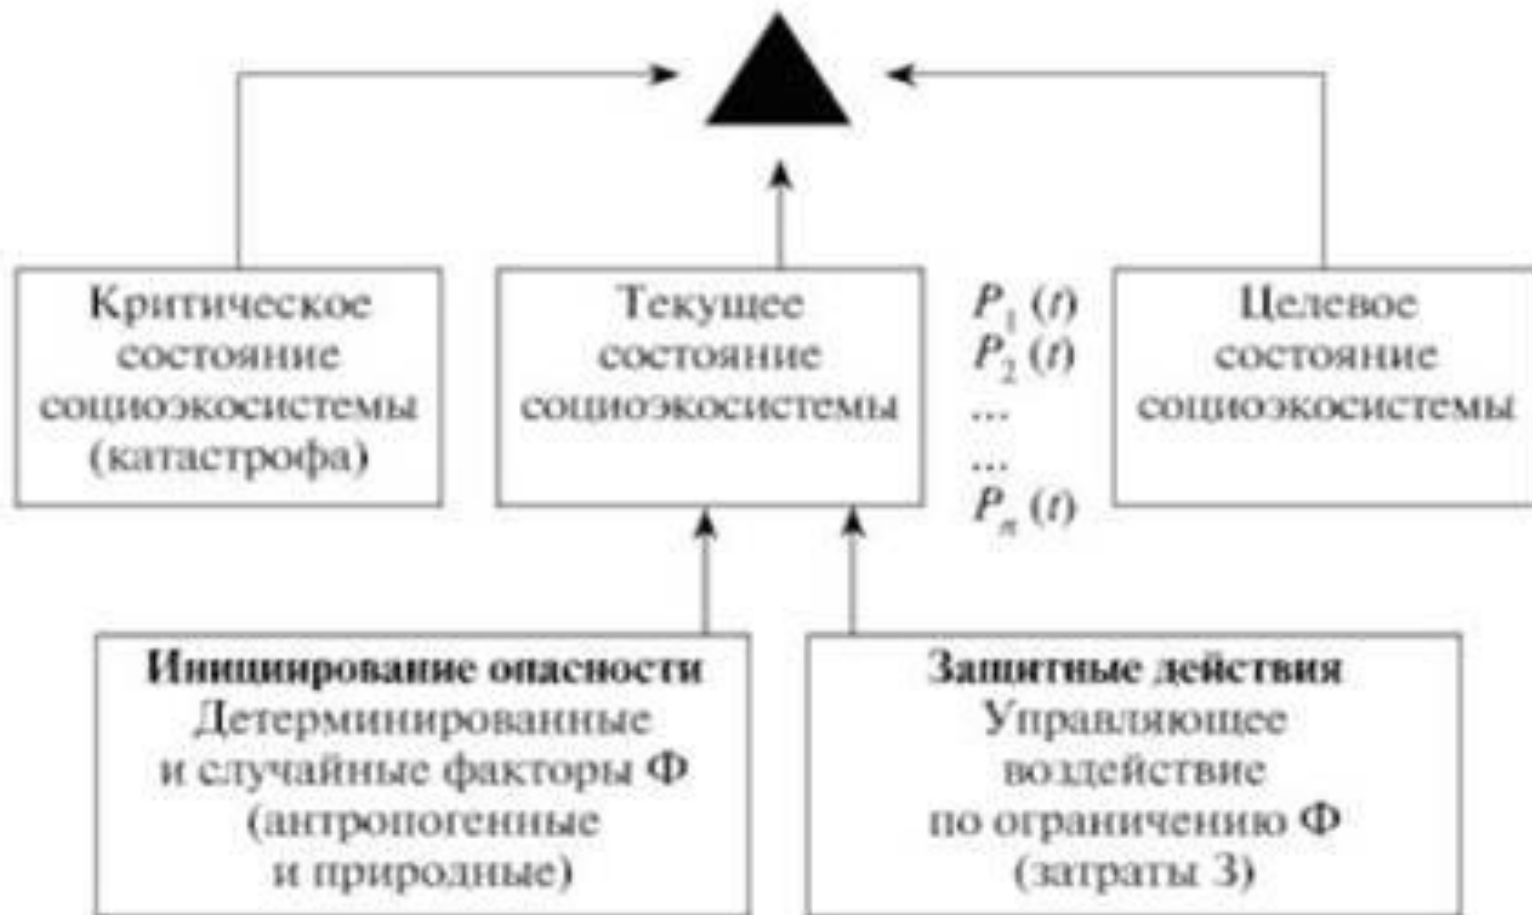 Критическое
состояние
социоэкосистемы
(катастрофа)
Текущее
состояние
социоэкосистемы
P₁ (t)
P₂ (t)
...
...
Pₙ (t)
Целевое
состояние
социоэкосистемы
Инициирование опасности
Детерминированные
и случайные факторы Ф
(антропогенные
и природные)
Защитные действия
Управляющее
воздействие
по ограничению Ф
(затраты З)